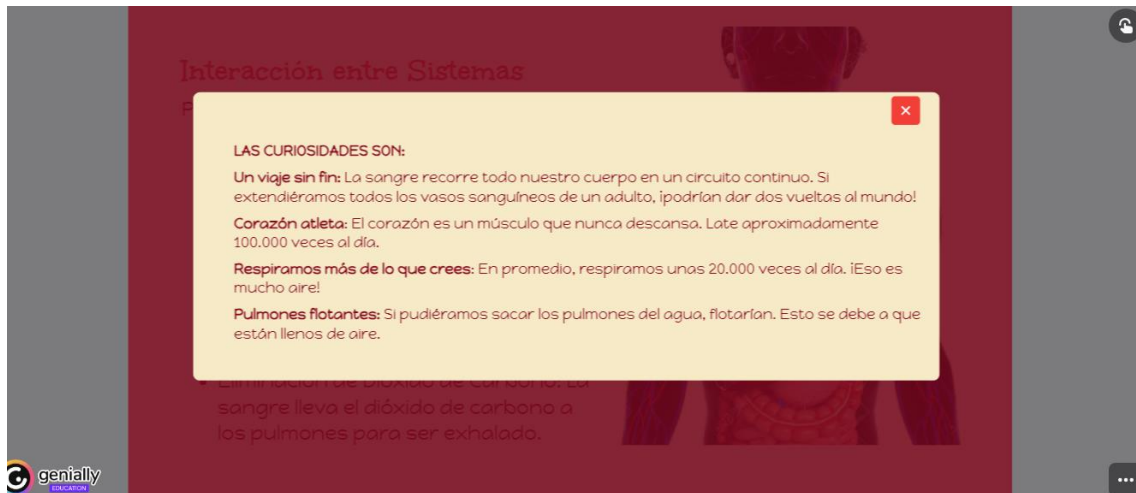 Interacción entre Sistemas
P
LAS CURIOSIDADES SON:
Un viaje sin fin: La sangre recorre todo nuestro cuerpo en un circuito continuo. Si
extendiéramos todos los vasos sanguíneos de un adulto, ¡podrían dar dos vueltas al mundo!
Corazón atleta: El corazón es un músculo que nunca descansa. Late aproximadamente
100.000 veces al día.
Respiramos más de lo que crees: En promedio, respiramos unas 20.000 veces al día. ¡Eso es
mucho aire!
Pulmones flotantes: Si pudiéramos sacar los pulmones del agua, flotarían. Esto se debe a que
están llenos de aire.
Eliminación de Dióxido de Carbono: La
sangre lleva el dióxido de carbono a
los pulmones para ser exhalado.
genially
EDUCATION